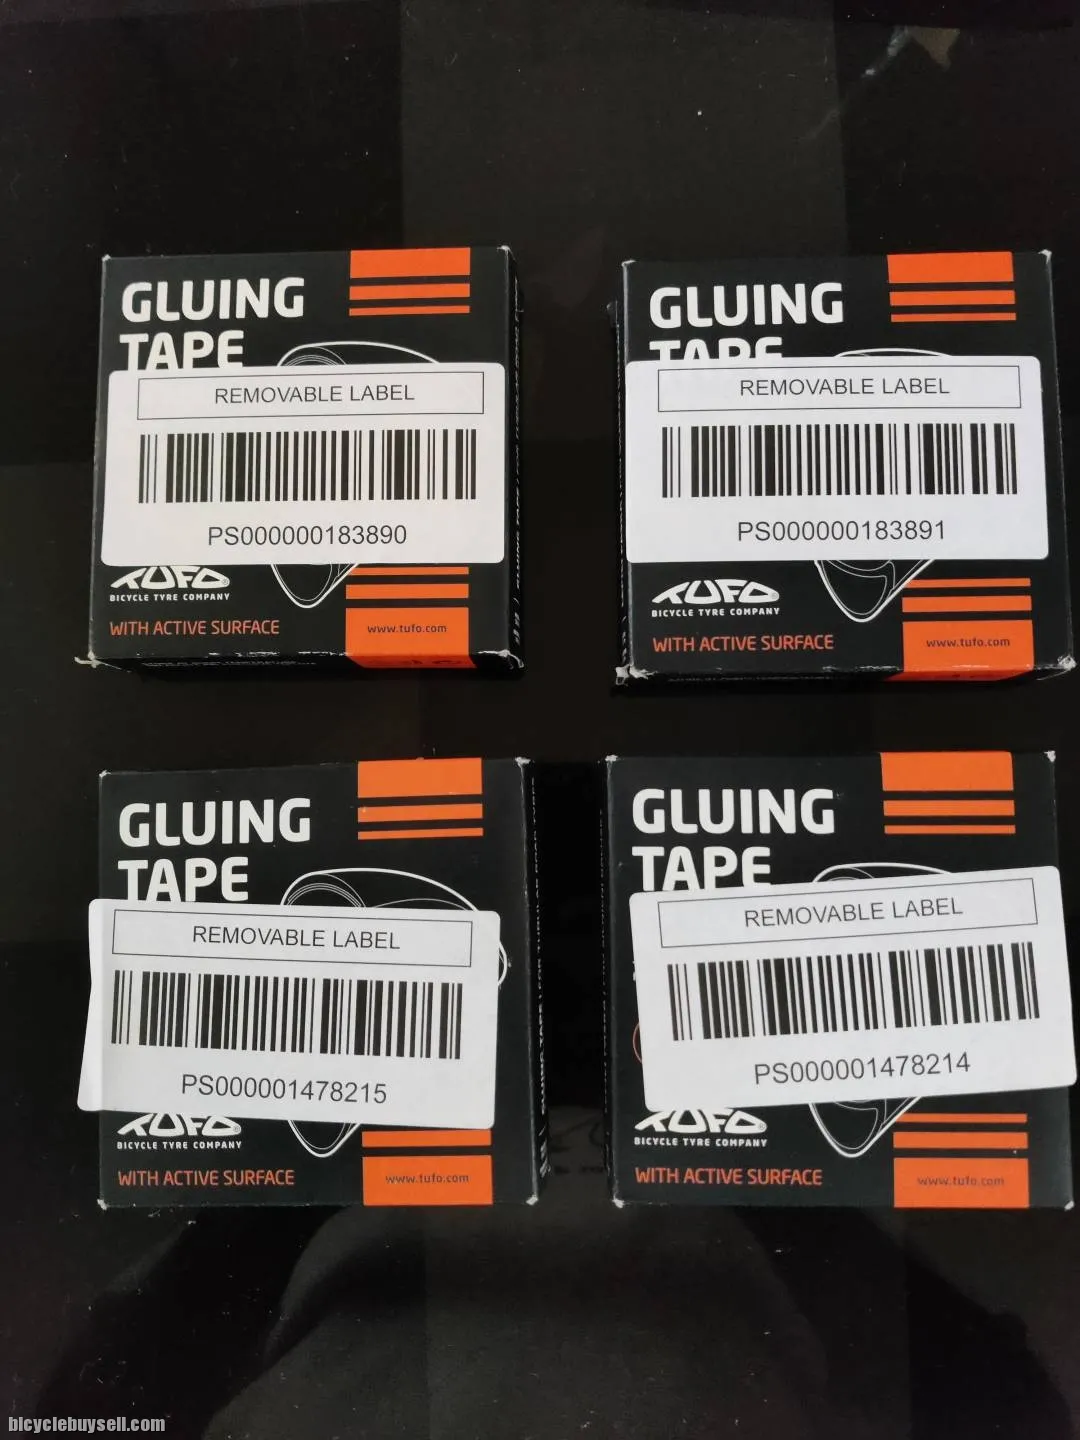 GLUING
TAPE
REMOVABLE LABEL
PS000000183890
TUFO
BICYCLE TYRE COMPANY
WITH ACTIVE SURFACE
www.tufo.com
GLUING
TAPE
REMOVABLE LABEL
PS000000183891
TUFO
BICYCLE TYRE COMPANY
WITH ACTIVE SURFACE
www.tufo.com
GLUING
TAPE
REMOVABLE LABEL
PS000001478215
TUFO
BICYCLE TYRE COMPANY
WITH ACTIVE SURFACE
www.tufo.com
GLUING
TAPE
REMOVABLE LABEL
PS000001478214
TUFO
BICYCLE TYRE COMPANY
WITH ACTIVE SURFACE
www.tufo.com
bicyclebuysell.com